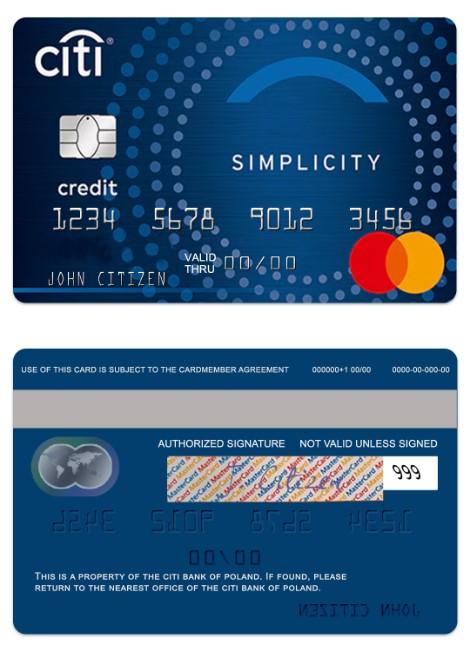 citi®
SIMPLICITY
credit
1234 5678 9012 3456
VALID THRU 00/00
JOHN CITIZEN
USE OF THIS CARD IS SUBJECT TO THE CARDMEMBER AGREEMENT 000000+1 00/00 0000-00-000-00
AUTHORIZED SIGNATURE NOT VALID UNLESS SIGNED
MasterCard MasterCard MasterCard
999
1234 5678 9012 3456
00/00
THIS IS A PROPERTY OF THE CITI BANK OF POLAND. IF FOUND, PLEASE
RETURN TO THE NEAREST OFFICE OF THE CITI BANK OF POLAND.
JOHN CITIZEN